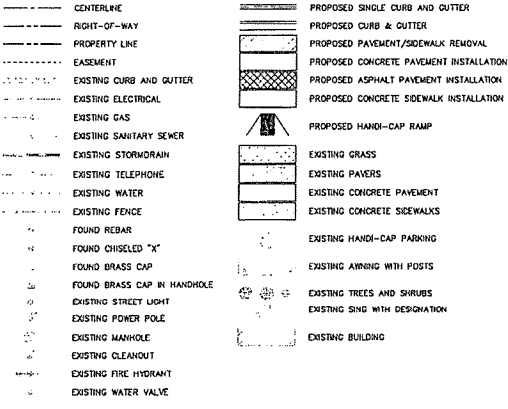 CENTERLINE
RIGHT-OF-WAY
PROPERTY LINE
EASEMENT
EXISTING CURB AND GUTTER
EXISTING ELECTRICAL
EXISTING GAS
EXISTING SANITARY SEWER
EXISTING STORMDRAIN
EXISTING TELEPHONE
EXISTING WATER
EXISTING FENCE
FOUND REBAR
FOUND CHISELED "X"
FOUND BRASS CAP
FOUND BRASS CAP IN HANDHOLE
EXISTING STREET LIGHT
EXISTING POWER POLE
EXISTING MANHOLE
EXISTING CLEANOUT
EXISTING FIRE HYDRANT
EXISTING WATER VALVE
PROPOSED SINGLE CURB AND GUTTER
PROPOSED CURB & GUTTER
PROPOSED PAVEMENT/SIDEWALK REMOVAL
PROPOSED CONCRETE PAVEMENT INSTALLATION
PROPOSED ASPHALT PAVEMENT INSTALLATION
PROPOSED CONCRETE SIDEWALK INSTALLATION
PROPOSED HANDI-CAP RAMP
EXISTING GRASS
EXISTING PAVERS
EXISTING CONCRETE PAVEMENT
EXISTING CONCRETE SIDEWALKS
EXISTING HANDI-CAP PARKING
EXISTING AWNING WITH POSTS
EXISTING TREES AND SHRUBS
EXISTING SING WITH DESIGNATION
EXISTING BUILDING